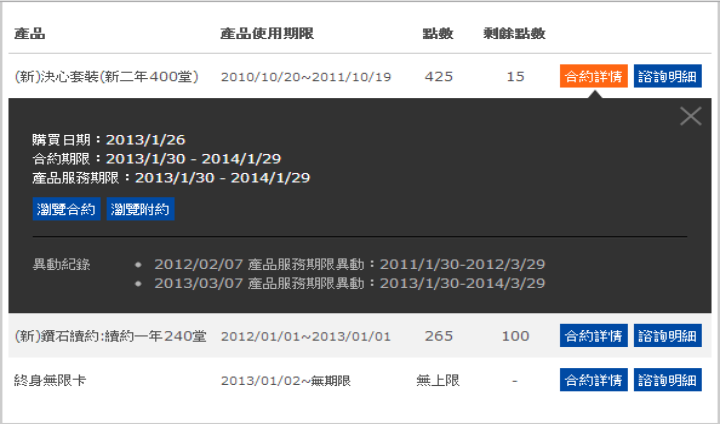 產品 產品使用期限 點數 剩餘點數
(新)決心套裝(新二年400堂) 2010/10/20~2011/10/19 425 15 合約詳情 諮詢明細
購買日期：2013/1/26
合約期限：2013/1/30 - 2014/1/29
產品服務期限：2013/1/30 - 2014/1/29
瀏覽合約 瀏覽附約
異動紀錄 • 2012/02/07 產品服務期限異動：2011/1/30-2012/3/29
• 2013/03/07 產品服務期限異動：2013/1/30-2014/3/29
(新)鑽石續約:續約一年240堂 2012/01/01~2013/01/01 265 100 合約詳情 諮詢明細
終身無限卡 2013/01/02~無期限 無上限 - 合約詳情 諮詢明細